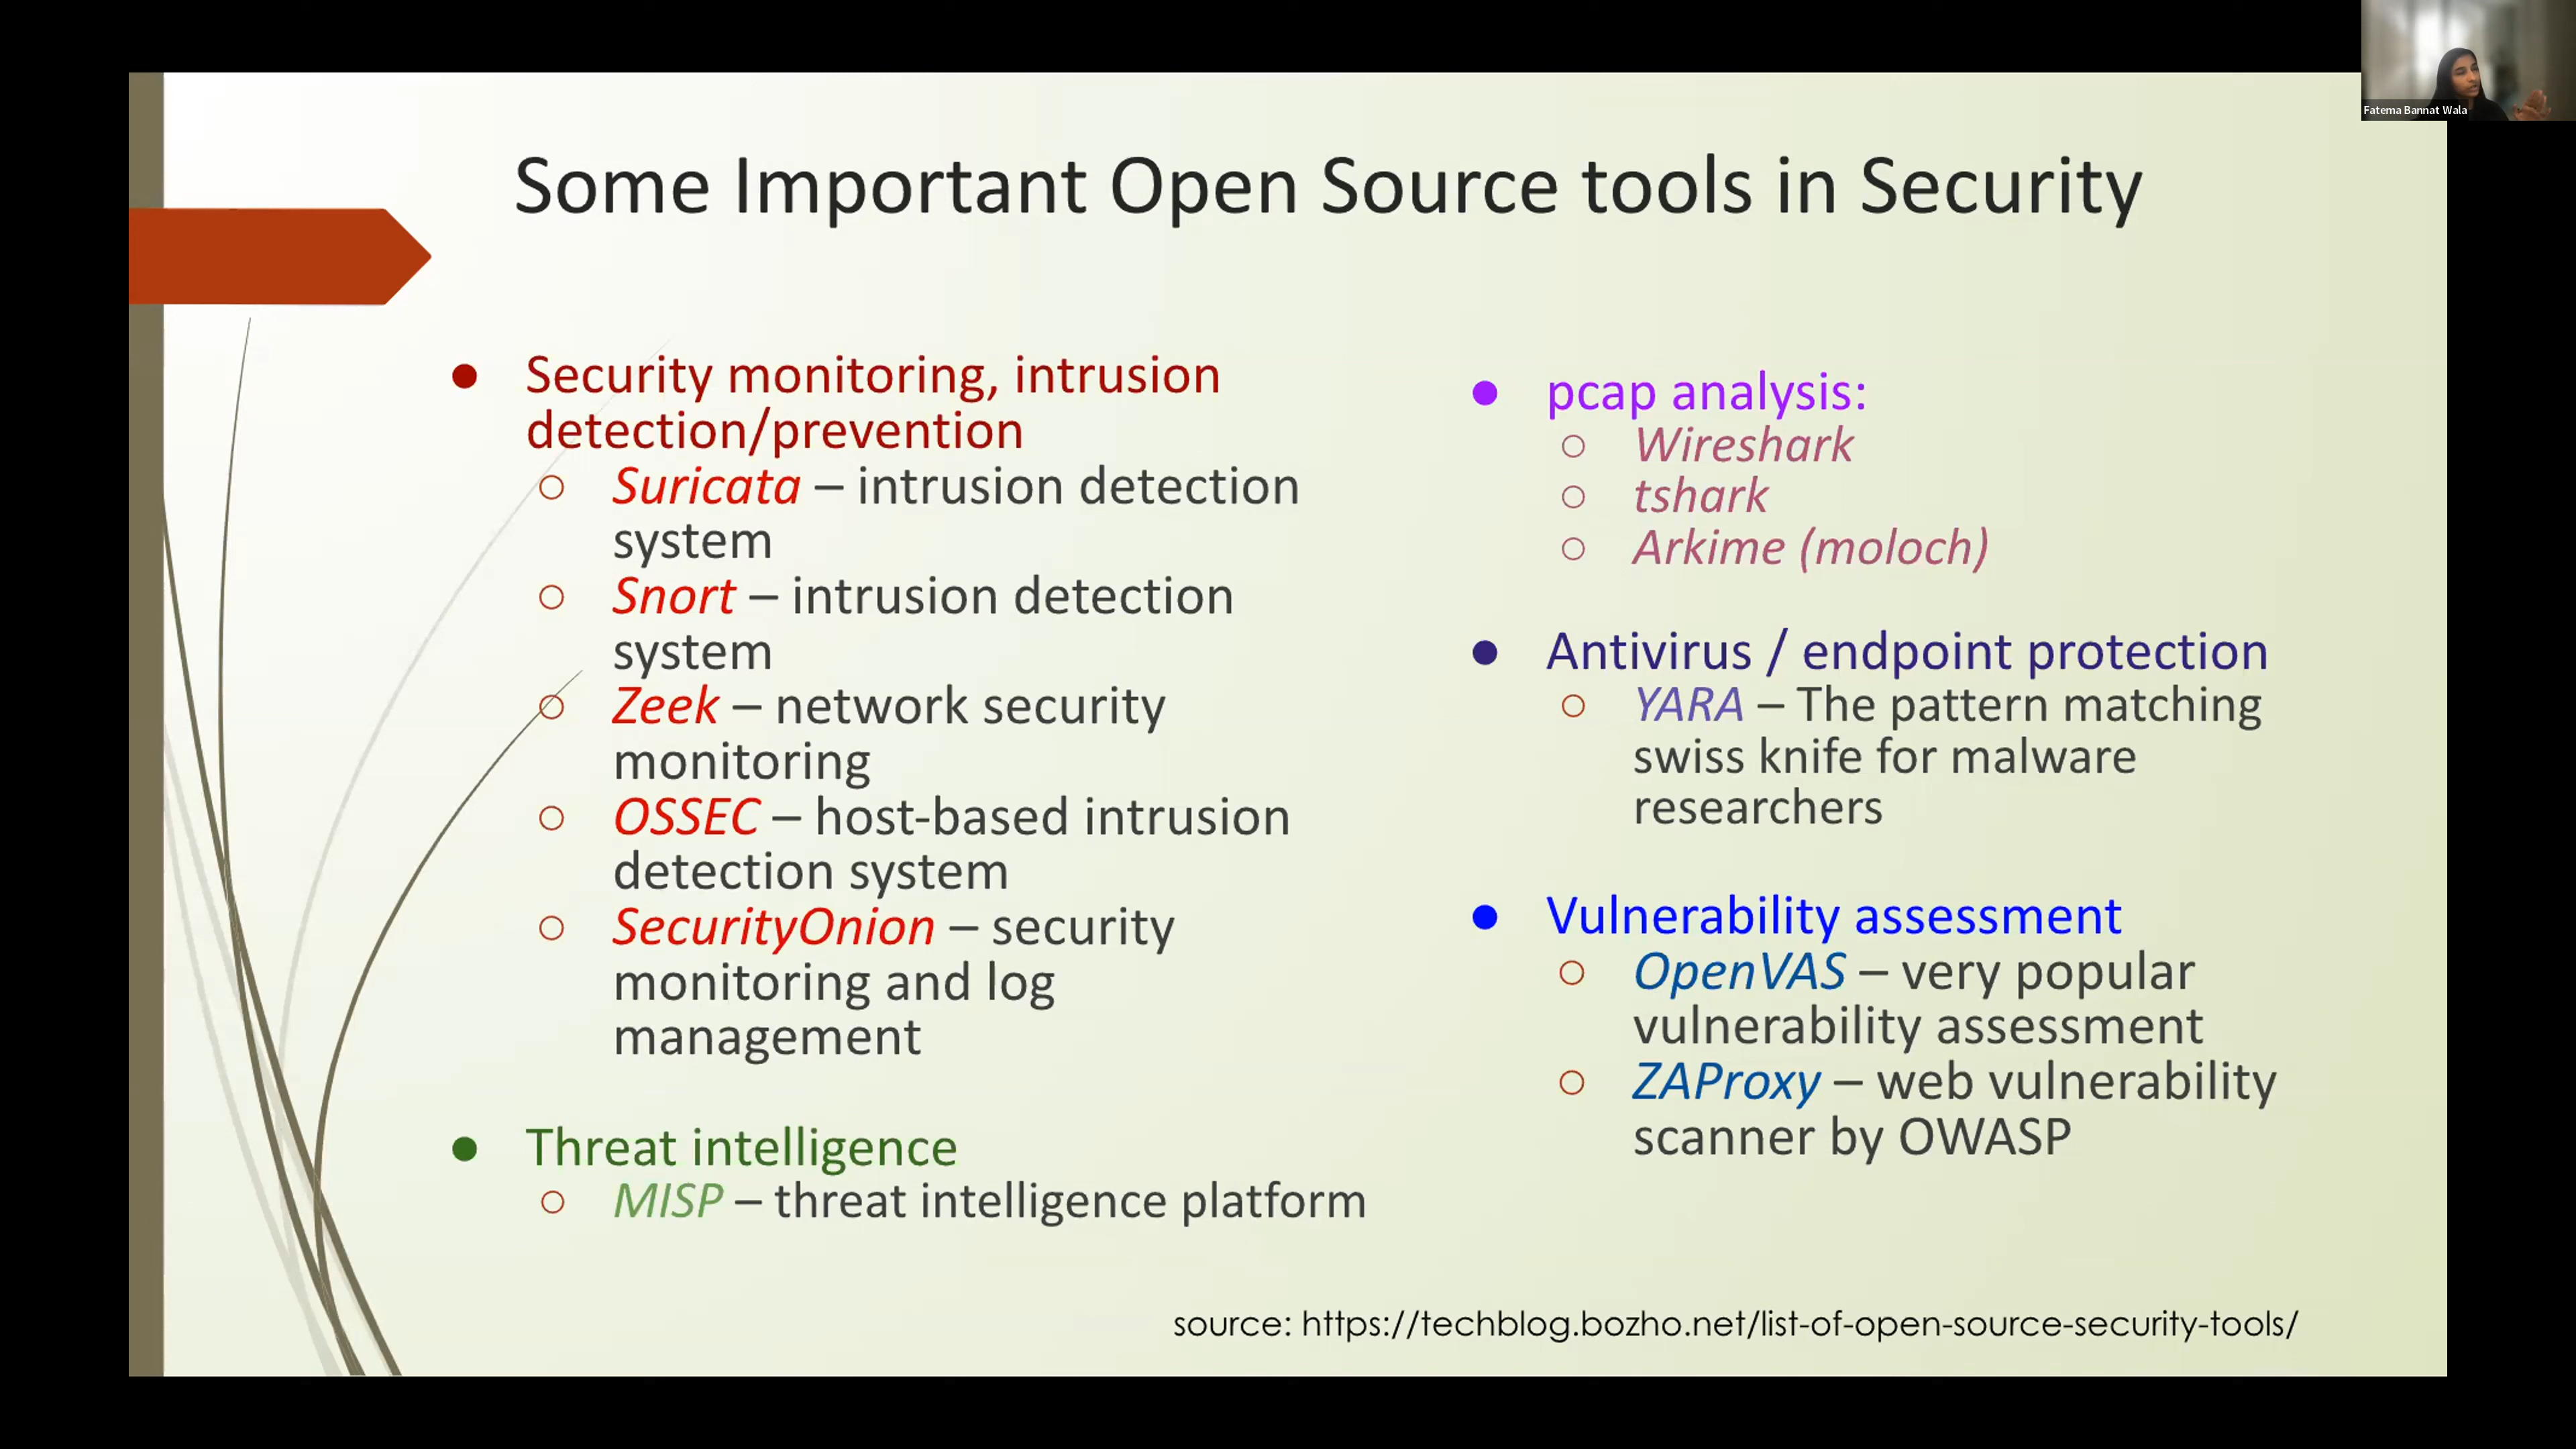 Fatema Bannat Wala
Some Important Open Source tools in Security
● Security monitoring, intrusion
detection/prevention
○ Suricata – intrusion detection
system
○ Snort – intrusion detection
system
○ Zeek – network security
monitoring
○ OSSEC – host-based intrusion
detection system
○ SecurityOnion – security
monitoring and log
management
● Threat intelligence
○ MISP – threat intelligence platform
● pcap analysis:
○ Wireshark
○ tshark
○ Arkime (moloch)
● Antivirus / endpoint protection
○ YARA – The pattern matching
swiss knife for malware
researchers
● Vulnerability assessment
○ OpenVAS – very popular
vulnerability assessment
○ ZAProxy – web vulnerability
scanner by OWASP
source: https://techblog.bozho.net/list-of-open-source-security-tools/